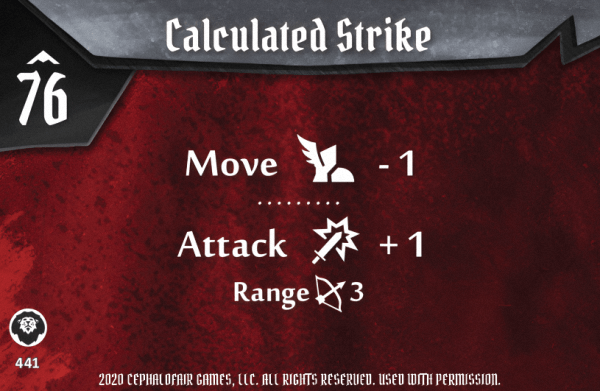 Calculated Strike
76
Move - 1
Attack + 1
Range 3
441
2020 CEPHALOFAIR GAMES, LLC. ALL RIGHTS RESERVED. USED WITH PERMISSION.